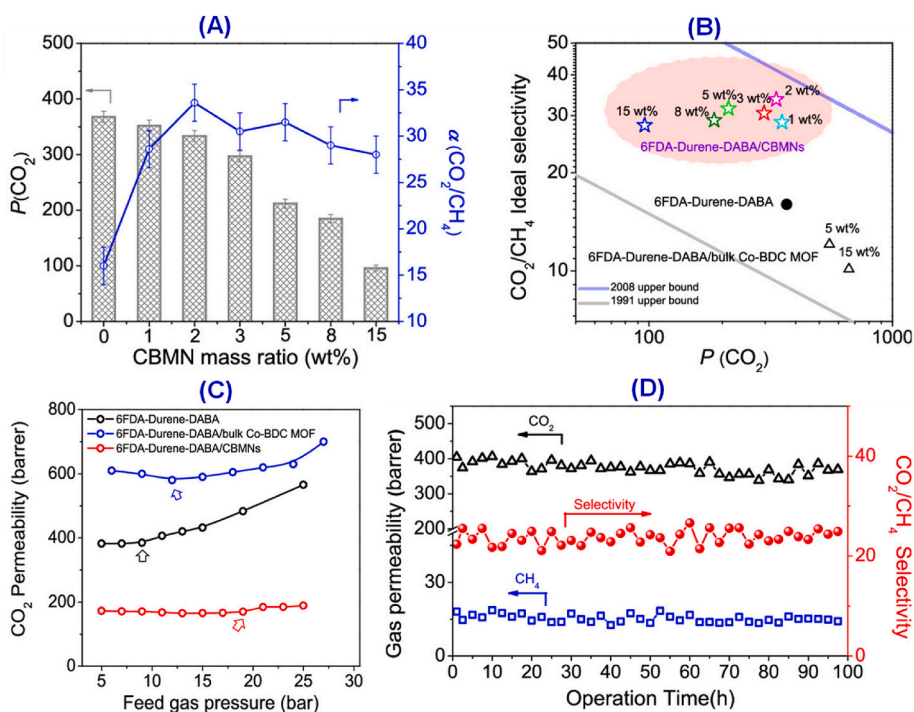 (A)
P(CO2)
500
400
300
200
100
0
40
35
30
25
20
15
10
α(CO2/CH4)
0 1 2 3 5 8 15
CBMN mass ratio (wt%)
(B)
CO2/CH4 Ideal selectivity
50
40
30
20
10
2 wt%
5 wt% 3 wt%
15 wt% 8 wt% 1 wt%
6FDA-Durene-DABA/CBMNs
6FDA-Durene-DABA
5 wt%
6FDA-Durene-DABA/bulk Co-BDC MOF 15 wt%
2008 upper bound
1991 upper bound
100 1000
P (CO2)
(C)
CO2 Permeability (barrer)
800
600
400
200
0
6FDA-Durene-DABA
6FDA-Durene-DABA/bulk Co-BDC MOF
6FDA-Durene-DABA/CBMNs
5 10 15 20 25 30
Feed gas pressure (bar)
(D)
Gas permeability (barrer)
500
400
300
200
30
0
CO2
Selectivity
CH4
40
20
0
CO2/CH4 Selectivity
0 10 20 30 40 50 60 70 80 90 100
Operation Time(h)